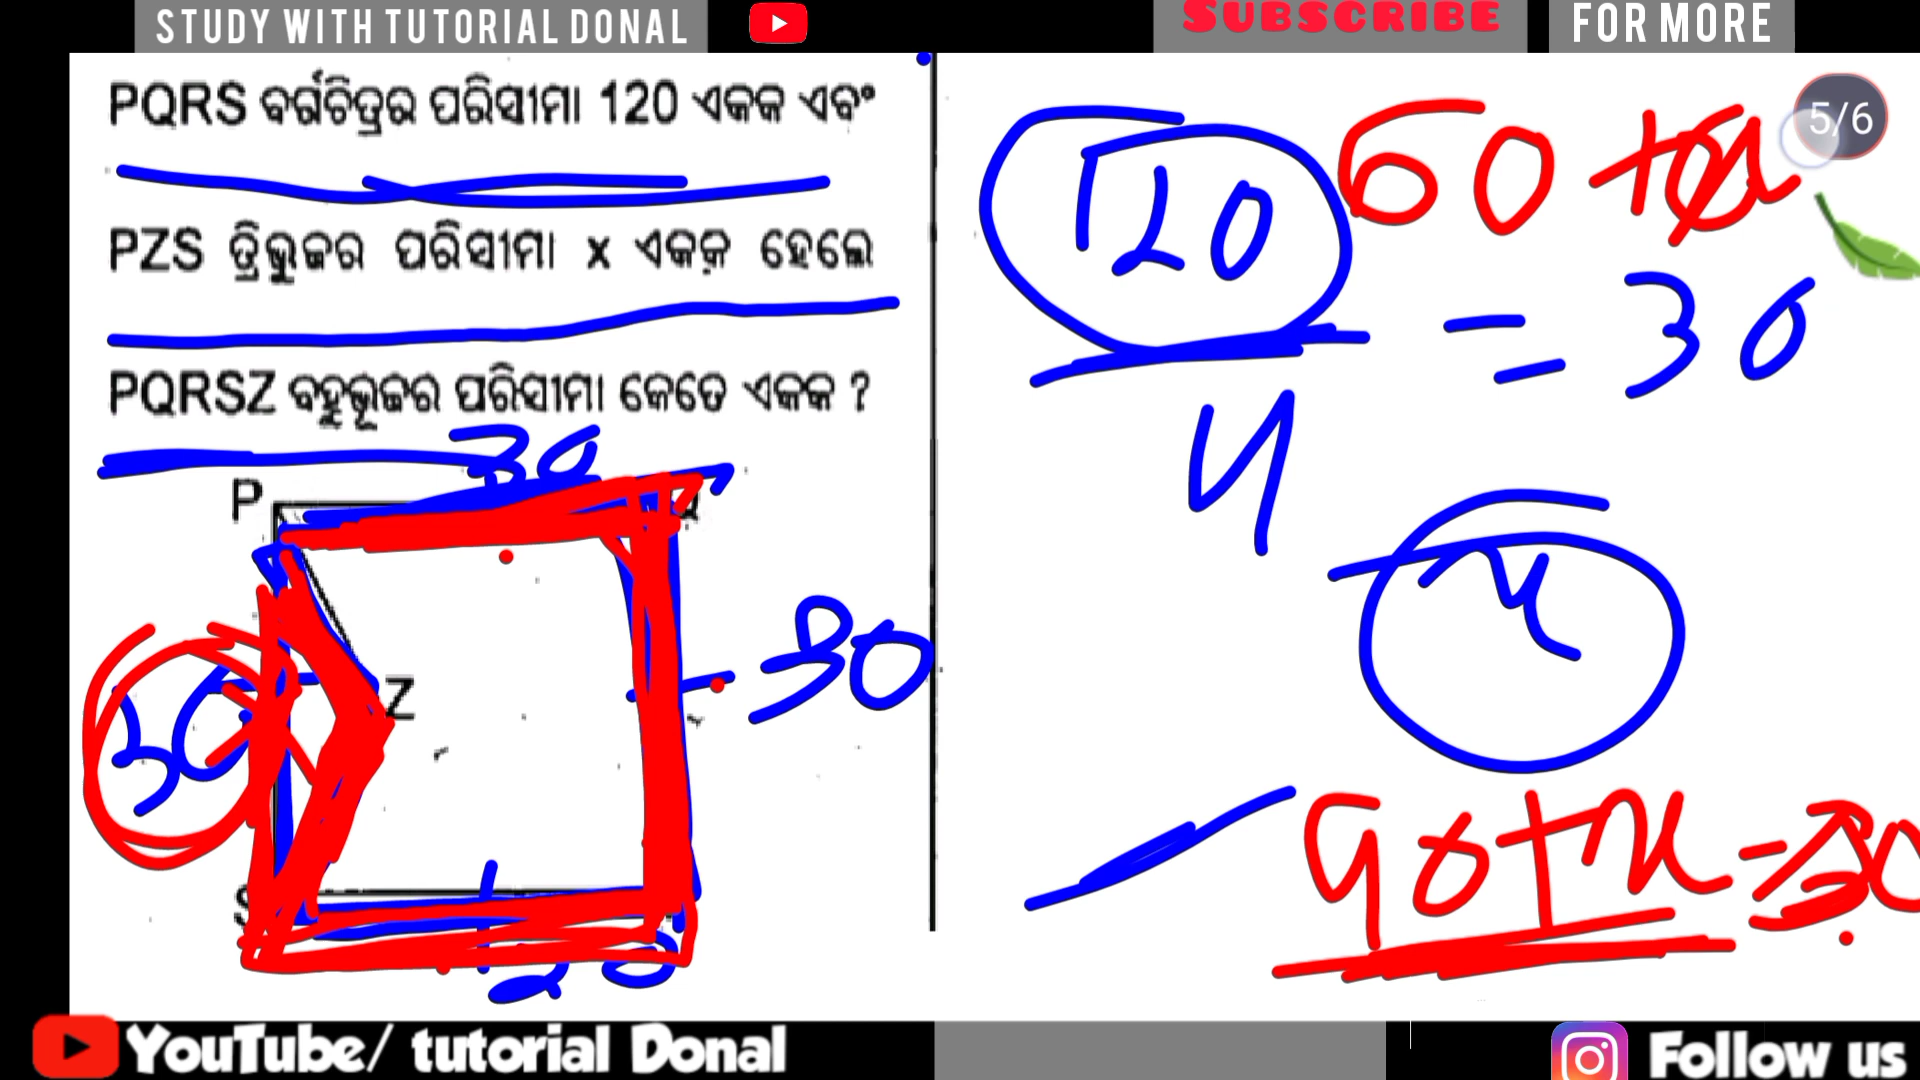 STUDY WITH TUTORIAL DONAL
SUBSCRIBE
FOR MORE
PQRS ବର୍ଗଚିତ୍ରର ପରିସୀମା 120 ଏକକ ଏବଂ
PZS ତ୍ରିଭୁଜର ପରିସୀମା x ଏକକ ହେଲେ
PQRSZ ବହୁଭୂଜର ପରିସୀମା କେତେ ଏକକ ?
120
4
= 30
60 +
5/6
30
P
Z
30
30
S
x
90+x-30
YouTube/ tutorial Donal
Follow us